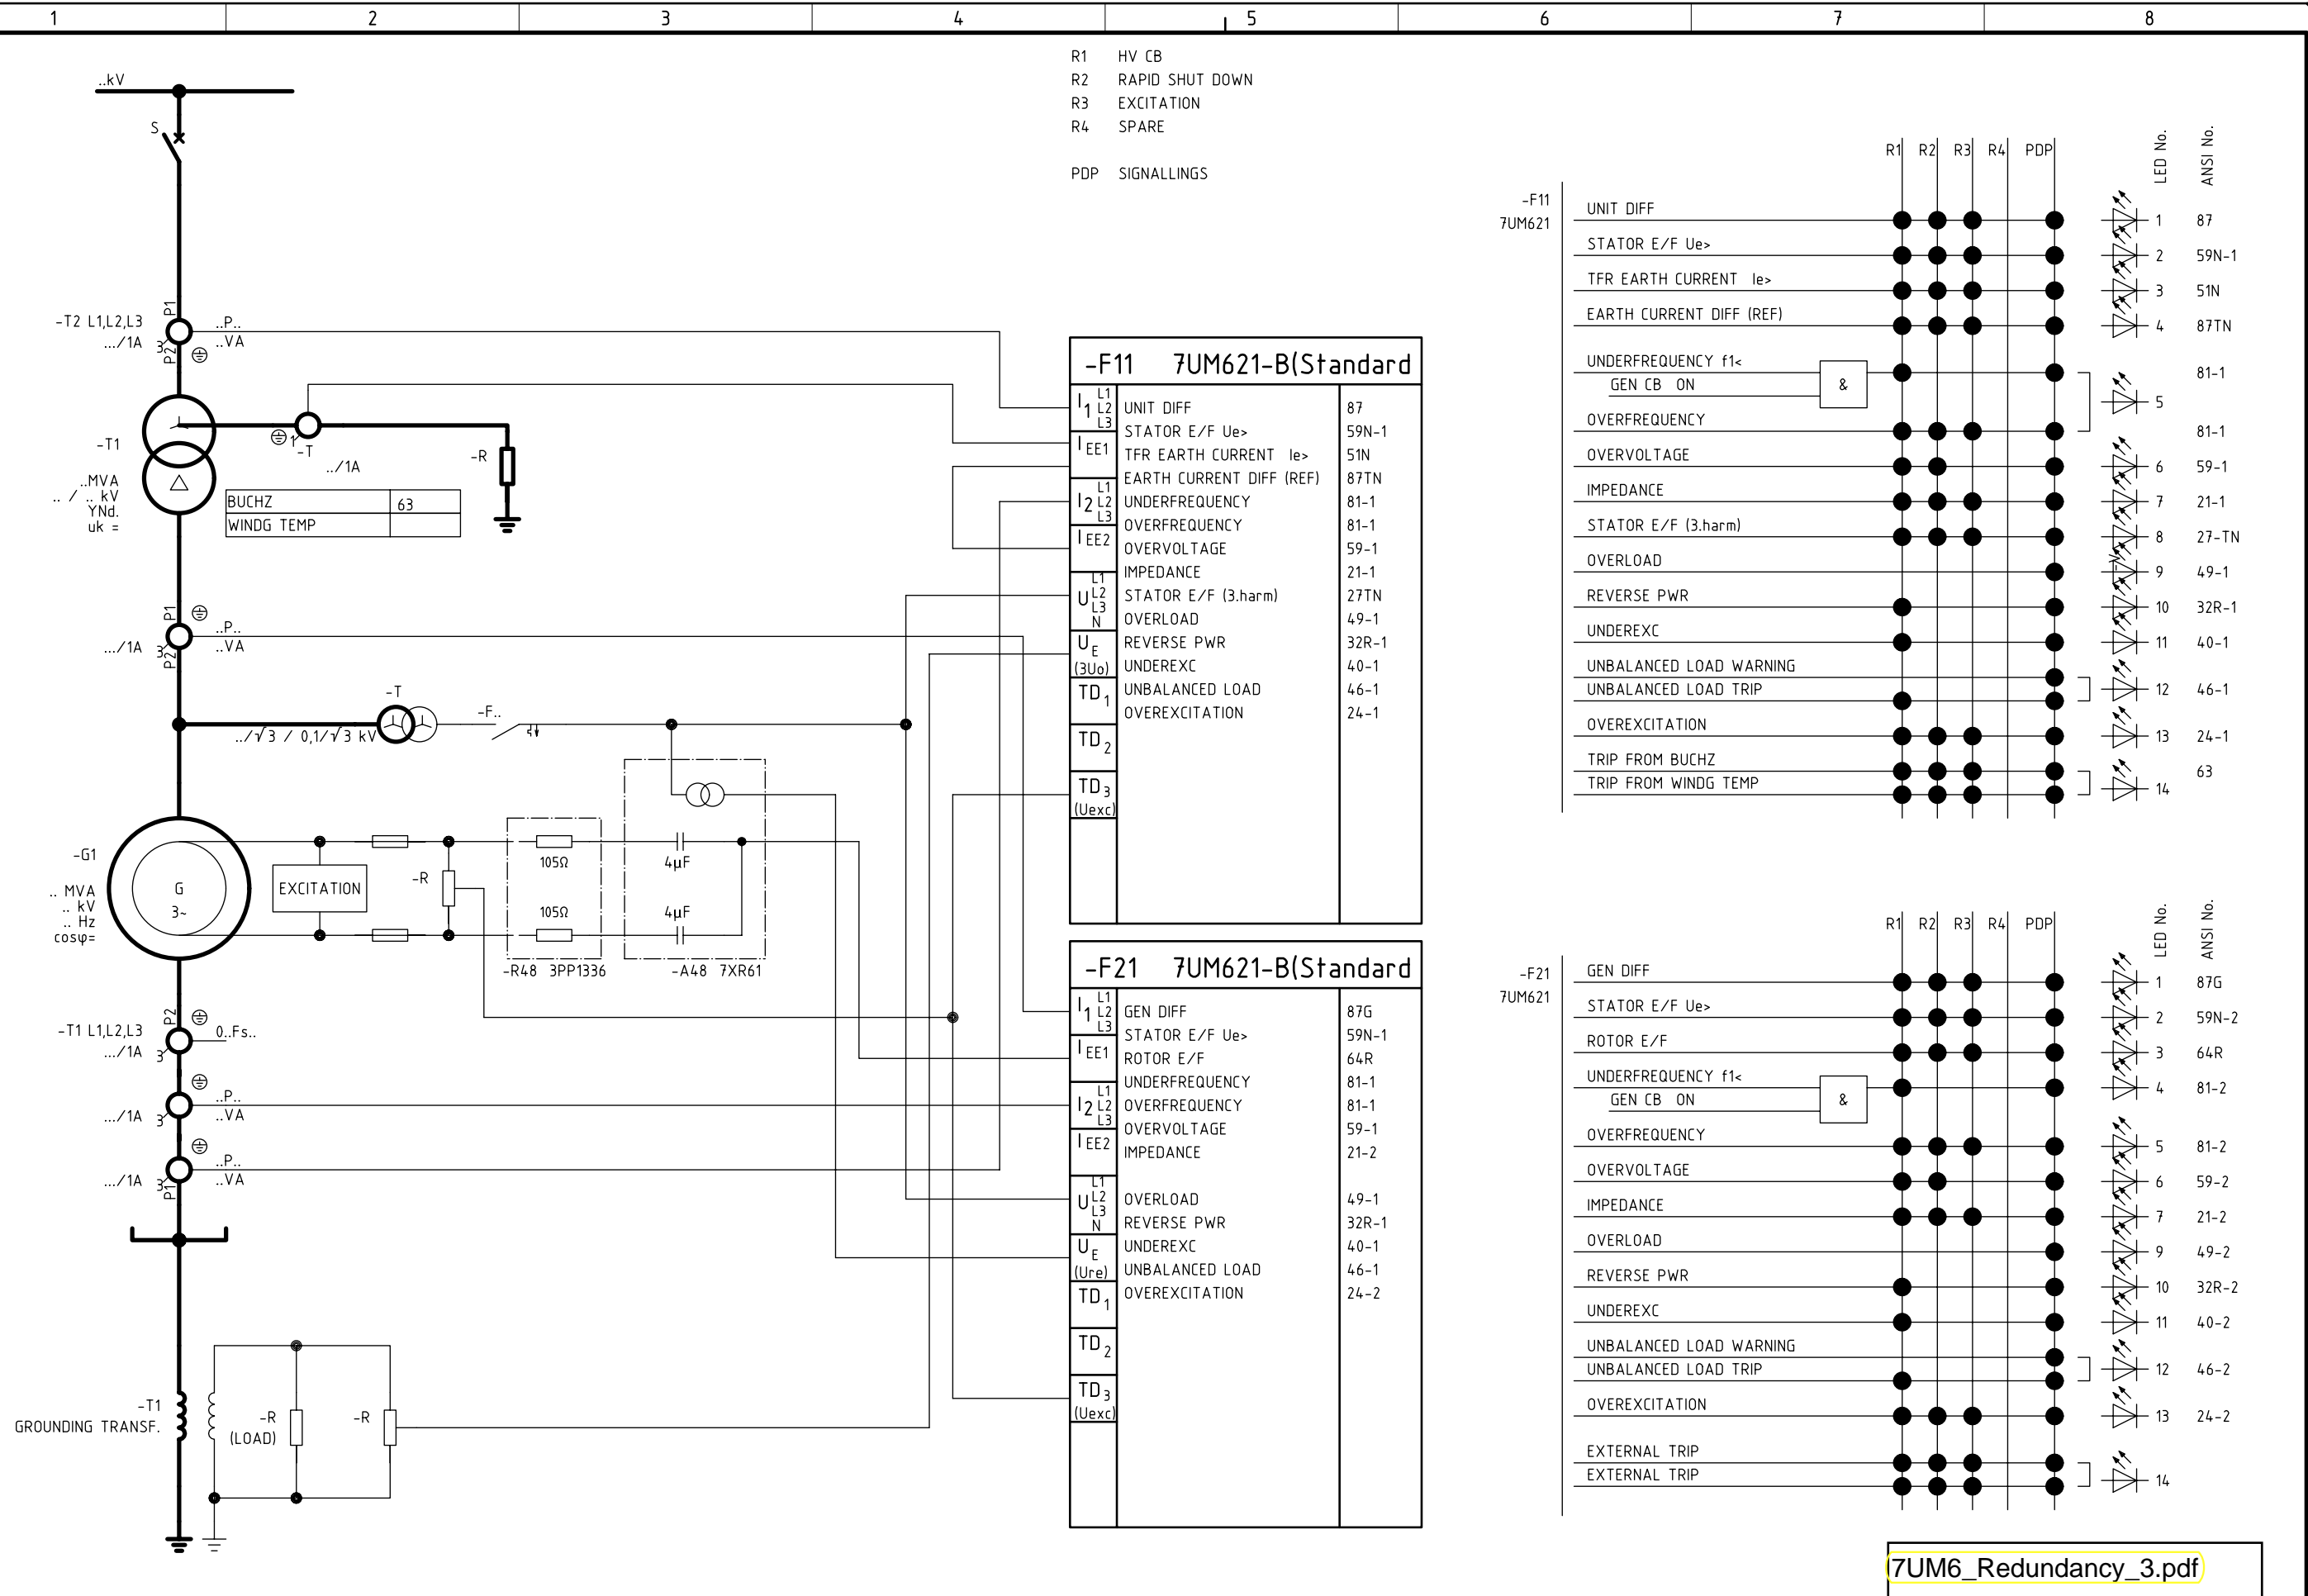 1 2 3 4 5 6 7 8
R1 HV CB
R2 RAPID SHUT DOWN
R3 EXCITATION
R4 SPARE
PDP SIGNALLINGS
..kV
S
-T2 L1,L2,L3
.../1A
3
P1
P2
..P..
..VA
-T1
..MVA
.. / .. kV
YNd.
uk =
1
-T
../1A
-R
BUCHZ 63
WINDG TEMP
.../1A
3
P1
P2
..P..
..VA
-T
../√3 / 0,1/√3 kV
-F..
-G1
.. MVA
.. kV
.. Hz
cosφ=
G
3~
EXCITATION
-R
105Ω
105Ω
-R48 3PP1336
4µF
4µF
-A48 7XR61
-T1 L1,L2,L3
.../1A
3
P2
0..Fs..
.../1A
3
..P..
..VA
.../1A
3
P1
..P..
..VA
-T1
GROUNDING TRANSF.
-R
(LOAD)
-R
-F11 7UM621-B(Standard
I1 L1 L2 L3
IEE1
I2 L1 L2 L3
IEE2
U L1 L2 L3 N
UE
(3Uo)
TD1
TD2
TD3
(Uexc)
UNIT DIFF 87
STATOR E/F Ue> 59N-1
TFR EARTH CURRENT Ie> 51N
EARTH CURRENT DIFF (REF) 87TN
UNDERFREQUENCY 81-1
OVERFREQUENCY 81-1
OVERVOLTAGE 59-1
IMPEDANCE 21-1
STATOR E/F (3.harm) 27TN
OVERLOAD 49-1
REVERSE PWR 32R-1
UNDEREXC 40-1
UNBALANCED LOAD 46-1
OVEREXCITATION 24-1
-F21 7UM621-B(Standard
I1 L1 L2 L3
IEE1
I2 L1 L2 L3
IEE2
U L1 L2 L3 N
UE
(Ure)
TD1
TD2
TD3
(Uexc)
GEN DIFF 87G
STATOR E/F Ue> 59N-1
ROTOR E/F 64R
UNDERFREQUENCY 81-1
OVERFREQUENCY 81-1
OVERVOLTAGE 59-1
IMPEDANCE 21-2
OVERLOAD 49-1
REVERSE PWR 32R-1
UNDEREXC 40-1
UNBALANCED LOAD 46-1
OVEREXCITATION 24-2
R1 R2 R3 R4 PDP LED No. ANSI No.
-F11
7UM621
UNIT DIFF 1 87
STATOR E/F Ue> 2 59N-1
TFR EARTH CURRENT Ie> 3 51N
EARTH CURRENT DIFF (REF) 4 87TN
UNDERFREQUENCY f1< 81-1
GEN CB ON & 5
OVERFREQUENCY 81-1
OVERVOLTAGE 6 59-1
IMPEDANCE 7 21-1
STATOR E/F (3.harm) 8 27-TN
OVERLOAD 9 49-1
REVERSE PWR 10 32R-1
UNDEREXC 11 40-1
UNBALANCED LOAD WARNING
UNBALANCED LOAD TRIP 12 46-1
OVEREXCITATION 13 24-1
TRIP FROM BUCHZ 63
TRIP FROM WINDG TEMP 14
R1 R2 R3 R4 PDP LED No. ANSI No.
-F21
7UM621
GEN DIFF 1 87G
STATOR E/F Ue> 2 59N-2
ROTOR E/F 3 64R
UNDERFREQUENCY f1< 4 81-2
GEN CB ON &
OVERFREQUENCY 5 81-2
OVERVOLTAGE 6 59-2
IMPEDANCE 7 21-2
OVERLOAD 9 49-2
REVERSE PWR 10 32R-2
UNDEREXC 11 40-2
UNBALANCED LOAD WARNING
UNBALANCED LOAD TRIP 12 46-2
OVEREXCITATION 13 24-2
EXTERNAL TRIP
EXTERNAL TRIP 14
7UM6_Redundancy_3.pdf